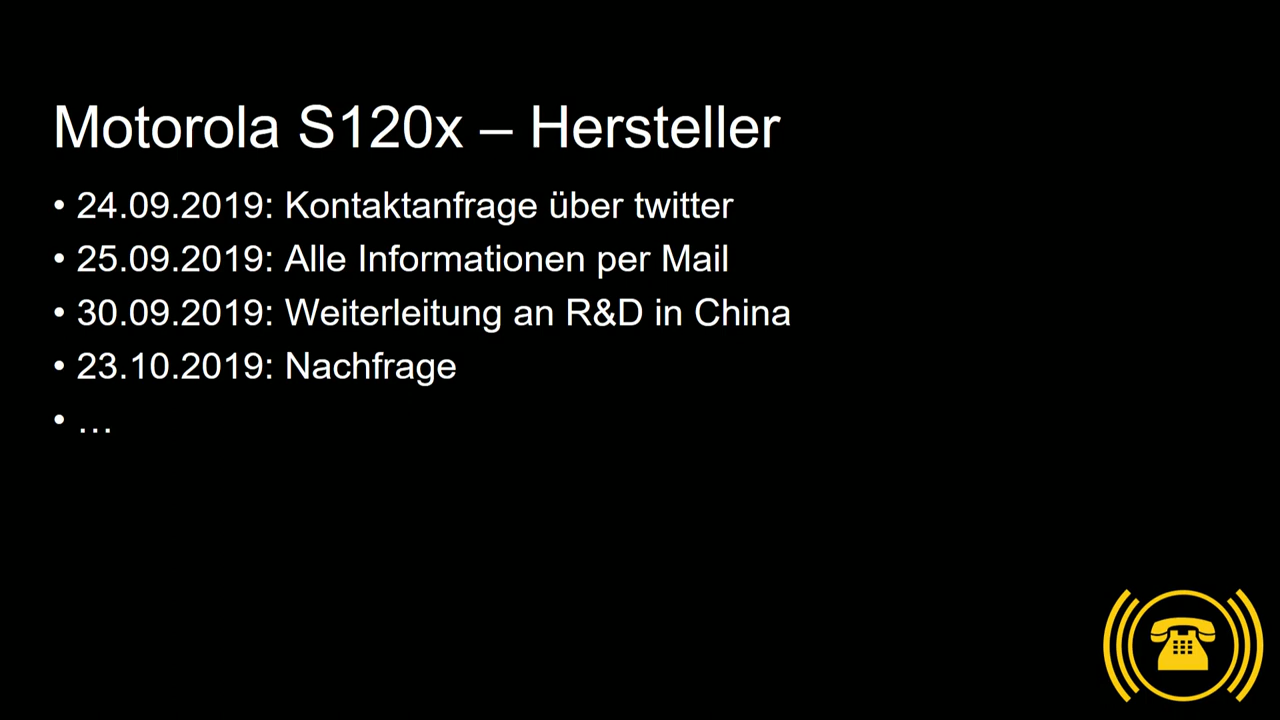 Motorola S120x – Hersteller
• 24.09.2019: Kontaktanfrage über twitter
• 25.09.2019: Alle Informationen per Mail
• 30.09.2019: Weiterleitung an R&D in China
• 23.10.2019: Nachfrage
• …